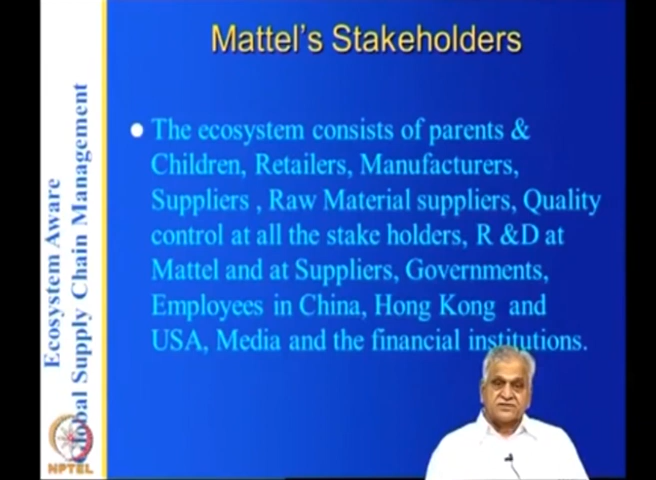 Mattel's Stakeholders
The ecosystem consists of parents &
Children, Retailers, Manufacturers,
Suppliers , Raw Material suppliers, Quality
control at all the stake holders, R &D at
Mattel and at Suppliers, Governments,
Employees in China, Hong Kong and
USA, Media and the financial institutions.
Ecosystem Aware
Global Supply Chain Management
NPTEL